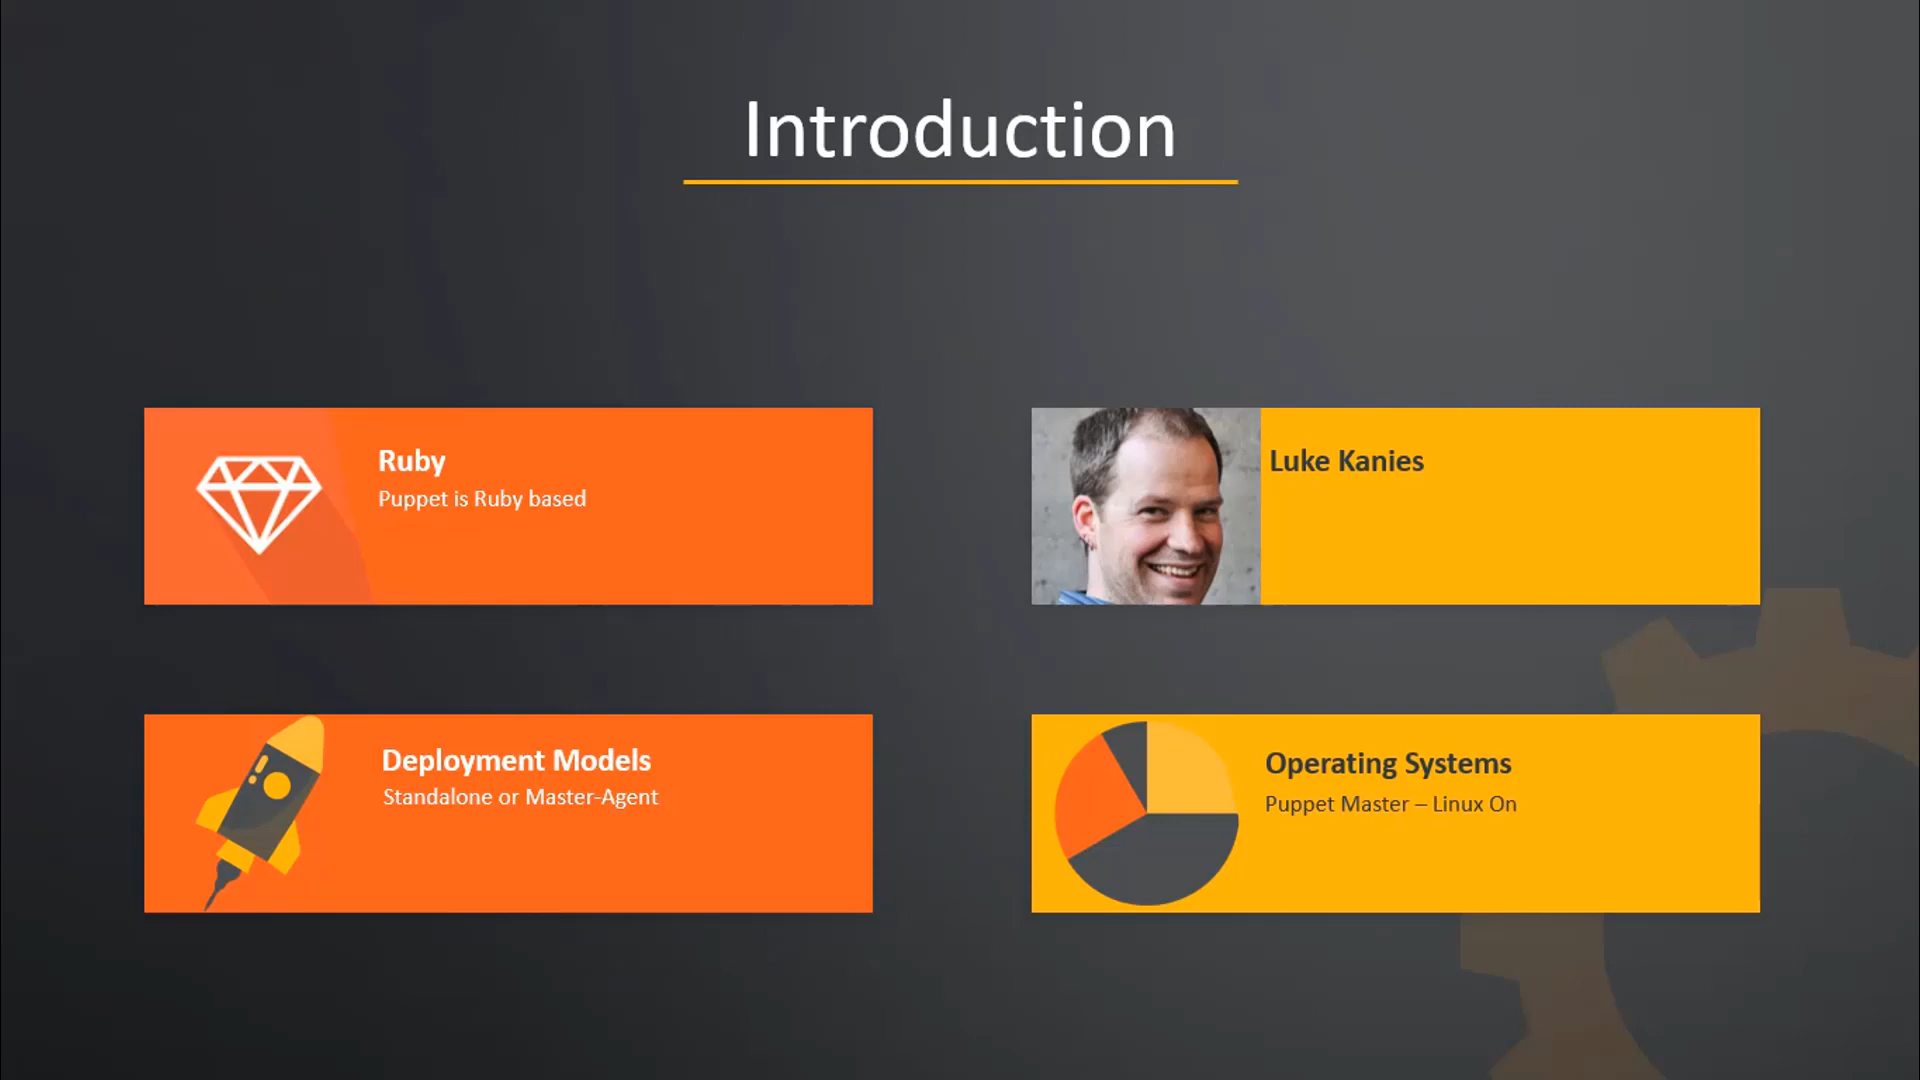 Introduction
Ruby
Puppet is Ruby based
Luke Kanies
Deployment Models
Standalone or Master-Agent
Operating Systems
Puppet Master – Linux On